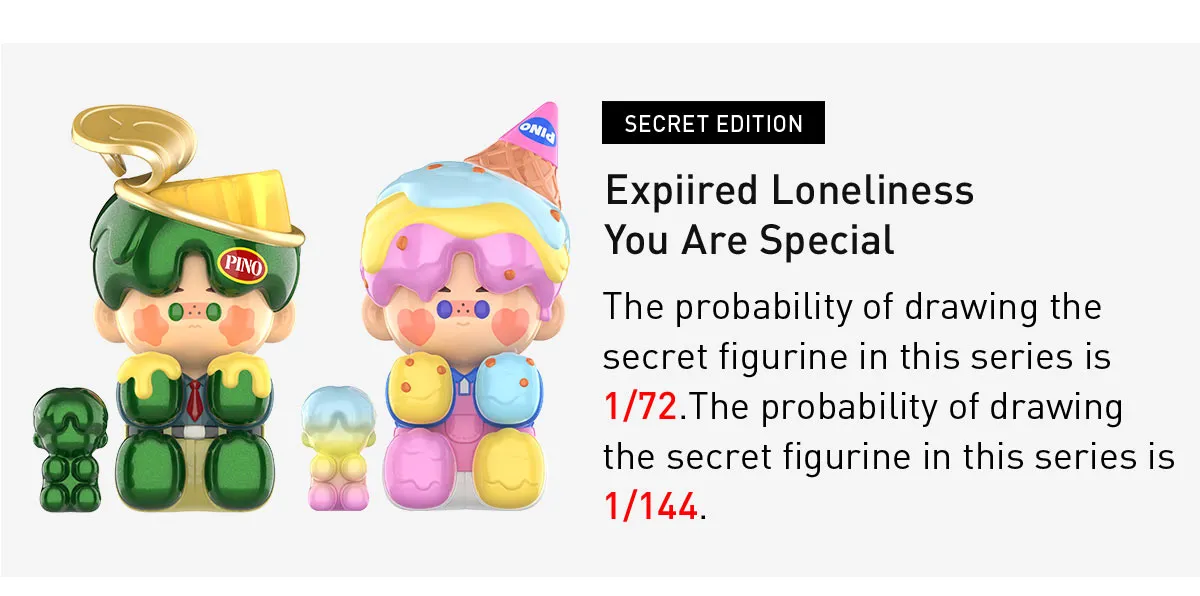 SECRET EDITION
Expiired Loneliness
You Are Special
The probability of drawing the
secret figurine in this series is
1/72.The probability of drawing
the secret figurine in this series is
1/144.
PINO
PINO